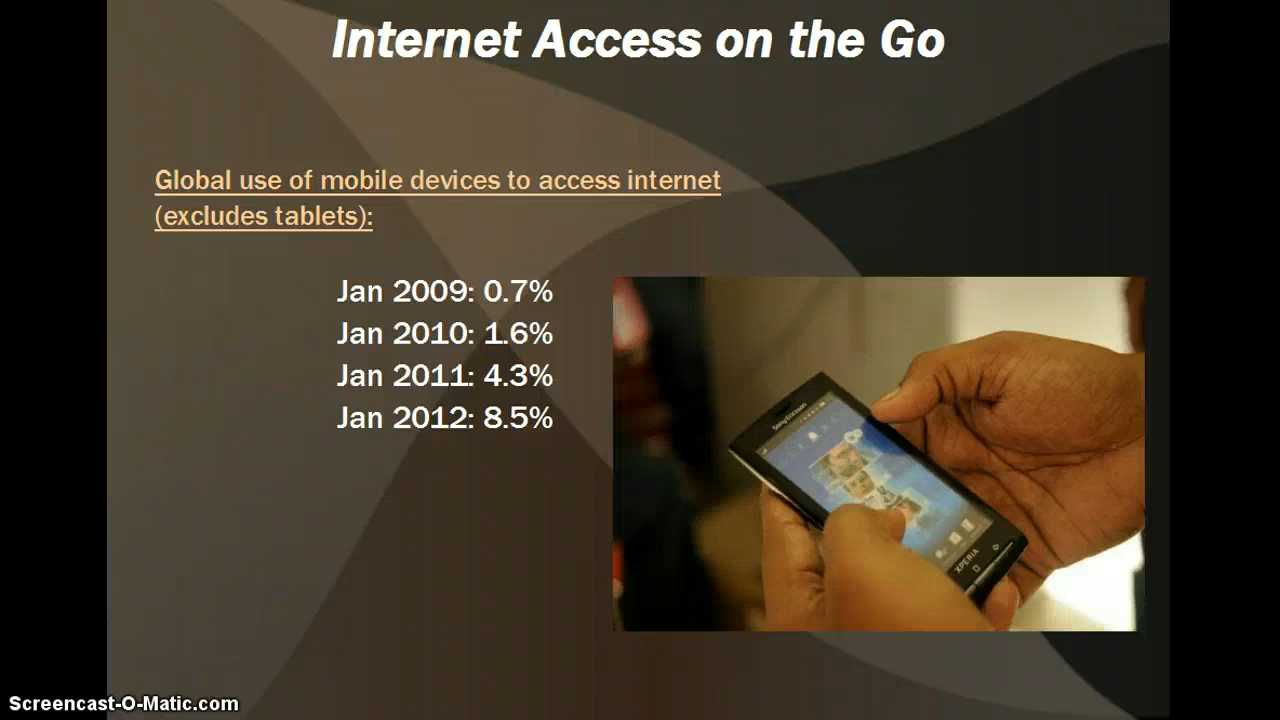 Internet Access on the Go
Global use of mobile devices to access internet
(excludes tablets):
Jan 2009: 0.7%
Jan 2010: 1.6%
Jan 2011: 4.3%
Jan 2012: 8.5%
Sony Ericsson
XPERIA
Screencast-O-Matic.com